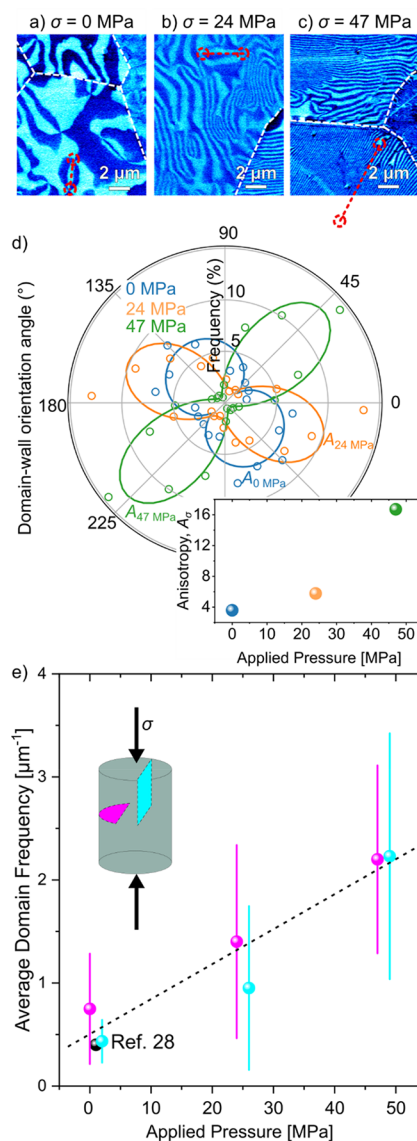 a) σ = 0 MPa
b) σ = 24 MPa
c) σ = 47 MPa
2 µm
2 µm
2 µm
d)
90
135
45
180
0
225
10
5
Frequency (%)
Domain-wall orientation angle (°)
0 MPa
24 MPa
47 MPa
A24 MPa
A0 MPa
A47 MPa
Anisotropy, Aσ
16
12
8
4
0 10 20 30 40 50
Applied Pressure [MPa]
e)
σ
Average Domain Frequency [µm-1]
4
3
2
1
0
Ref. 28
0 10 20 30 40 50
Applied Pressure [MPa]